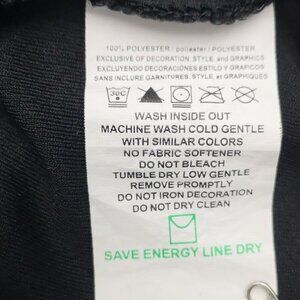 100% POLYESTER / poliester / POLYESTER
EXCLUSIVE OF DECORATION, STYLE, and GRAPHICS
EXCLUYENDO DECORACIONES ESTILO y GRAFICOS
SANS INCLURE GARNITURES, STYLE, et GRAPHIQUES
30C
WASH INSIDE OUT
MACHINE WASH COLD GENTLE
WITH SIMILAR COLORS
NO FABRIC SOFTENER
DO NOT BLEACH
TUMBLE DRY LOW GENTLE
REMOVE PROMPTLY
DO NOT IRON DECORATION
DO NOT DRY CLEAN
SAVE ENERGY LINE DRY